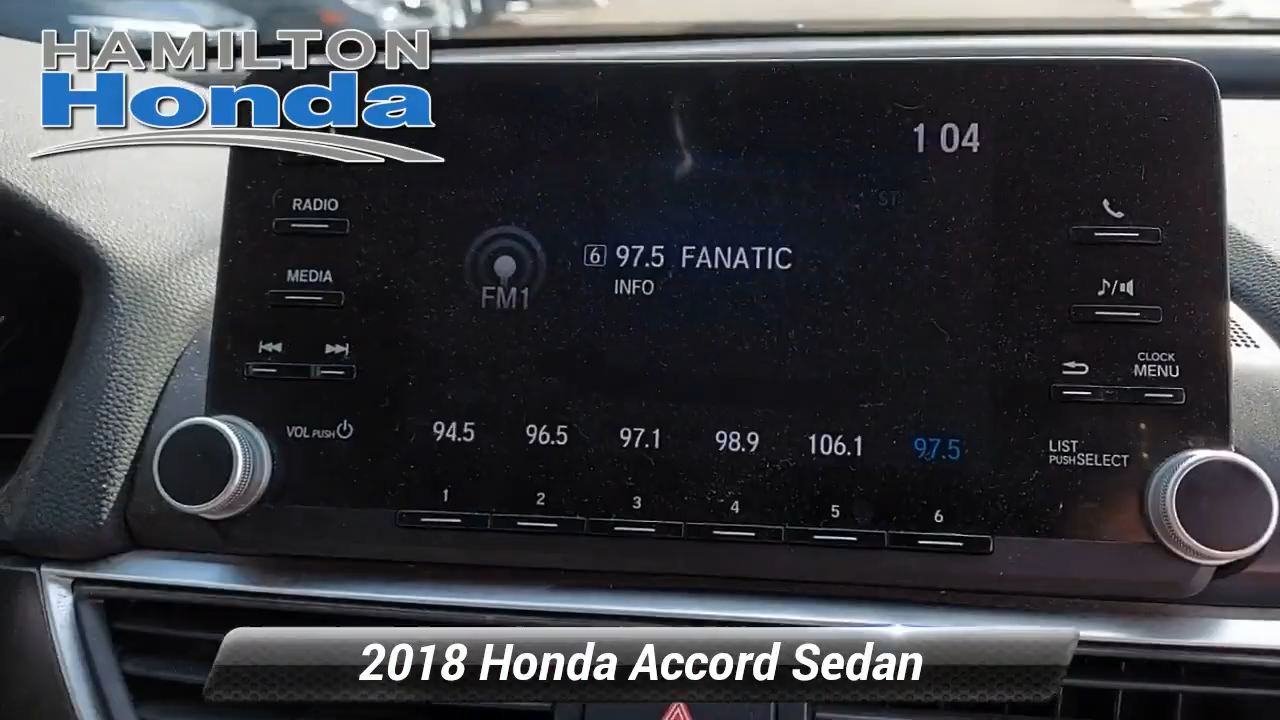 HAMILTON
Honda
1 04
RADIO
ST
6 97.5 FANATIC
MEDIA
FM1
INFO
CLOCK
MENU
VOL PUSH
94.5 96.5 97.1 98.9 106.1 97.5
LIST
PUSH SELECT
1 2 3 4 5 6
2018 Honda Accord Sedan